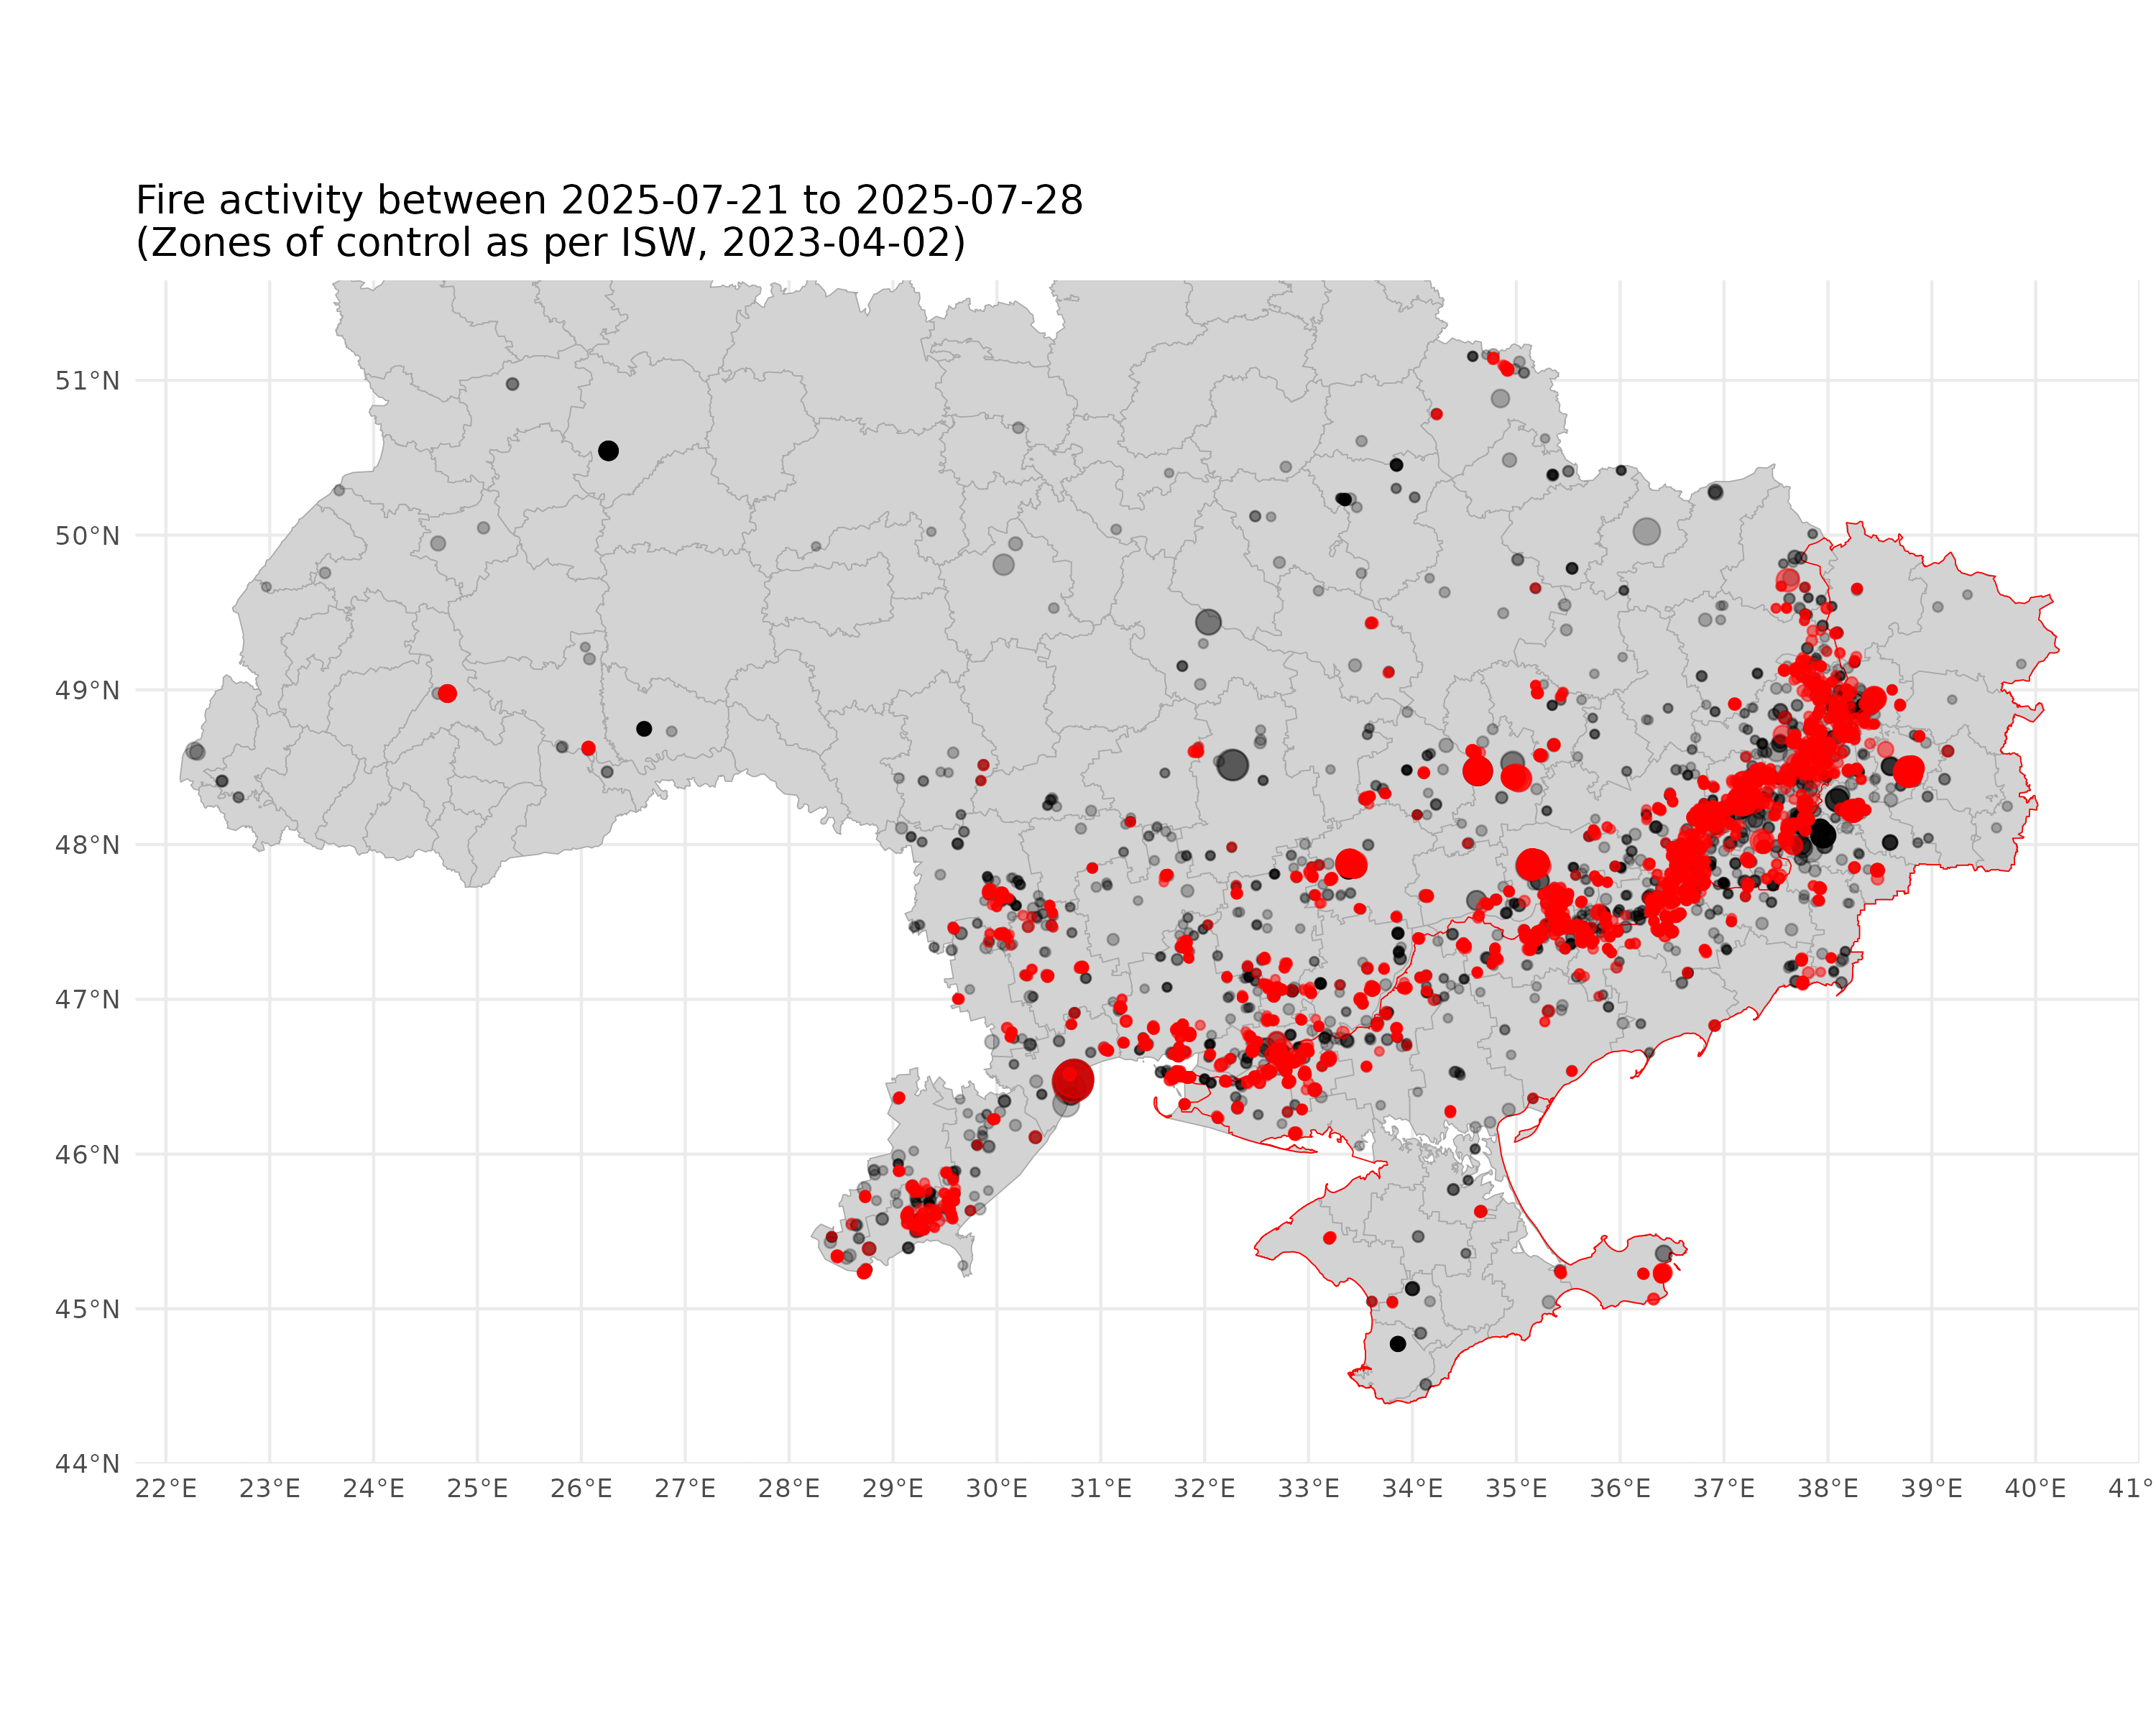 Fire activity between 2025-07-21 to 2025-07-28
(Zones of control as per ISW, 2023-04-02)
51°N
50°N
49°N
48°N
47°N
46°N
45°N
44°N
22°E 23°E 24°E 25°E 26°E 27°E 28°E 29°E 30°E 31°E 32°E 33°E 34°E 35°E 36°E 37°E 38°E 39°E 40°E 41°